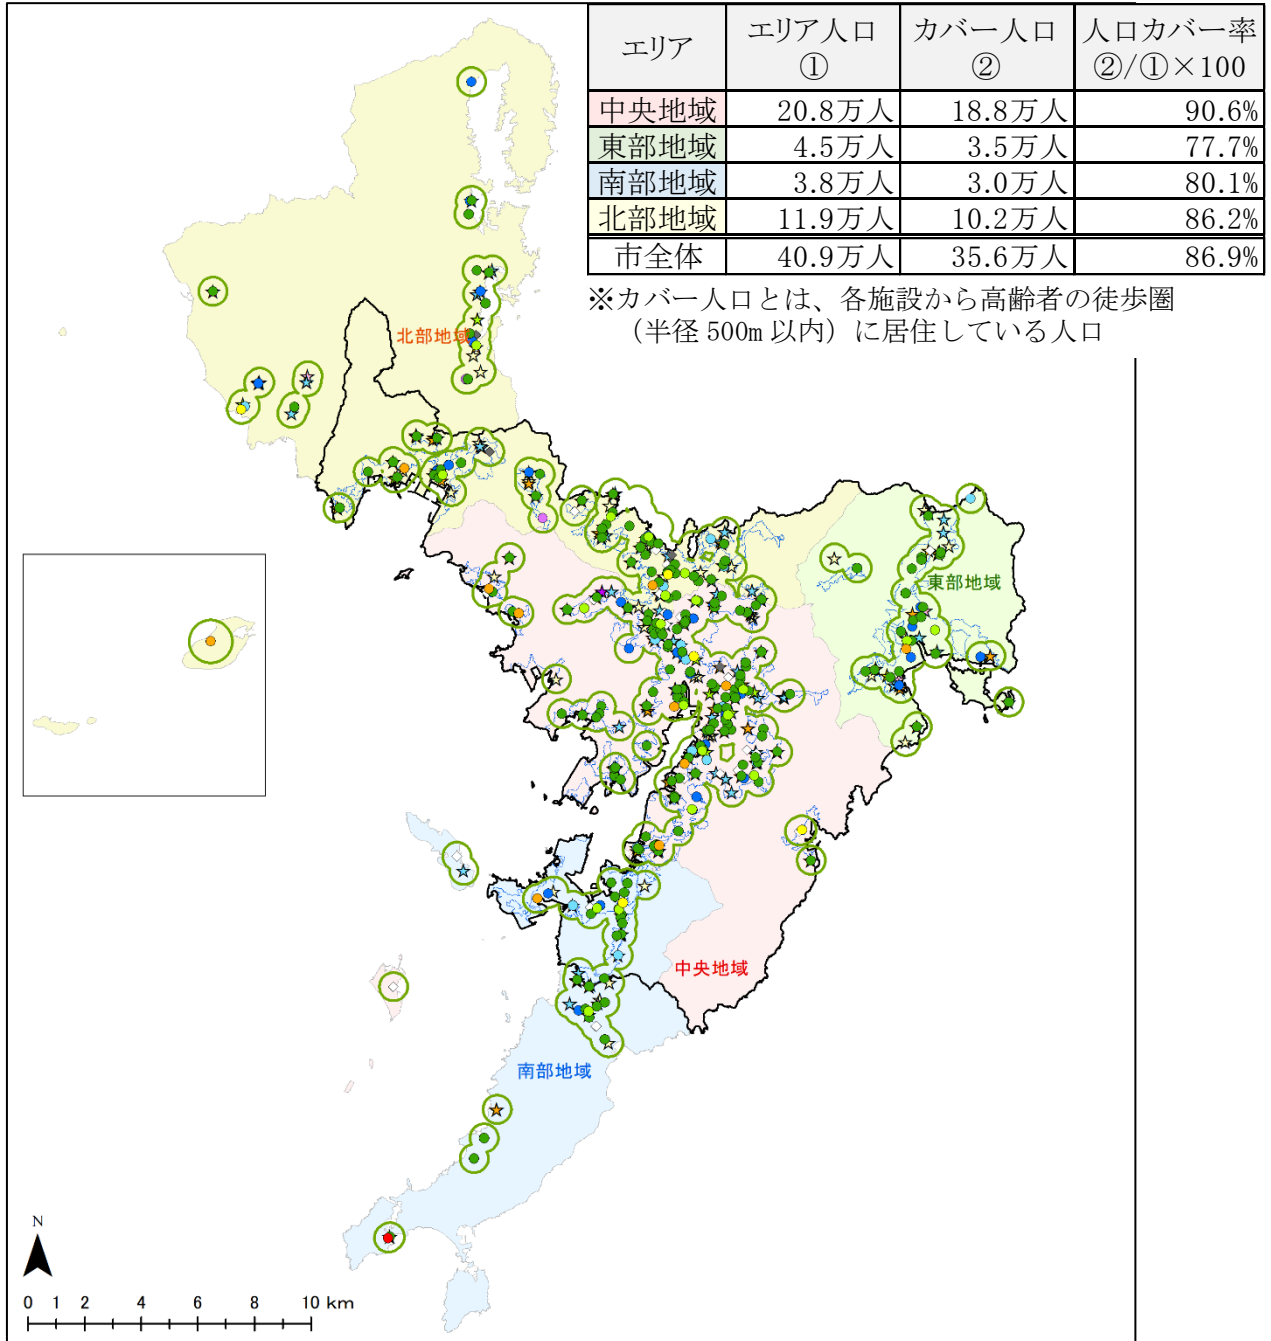 エリア エリア人口 ① カバー人口 ② 人口カバー率 ②/①×100
中央地域 20.8万人 18.8万人 90.6%
東部地域 4.5万人 3.5万人 77.7%
南部地域 3.8万人 3.0万人 80.1%
北部地域 11.9万人 10.2万人 86.2%
市全体 40.9万人 35.6万人 86.9%
※カバー人口とは、各施設から高齢者の徒歩圏
（半径 500m 以内）に居住している人口
北部地域
東部地域
中央地域
南部地域
N
0 1 2 4 6 8 10 km